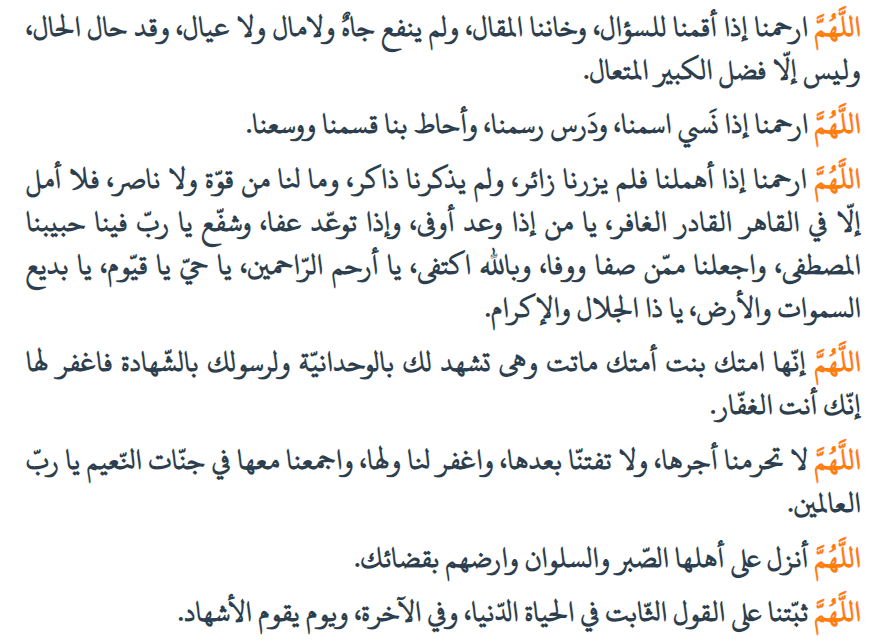 اللَّهُمَّ ارحمنا إذا أقمنا للسؤال، وخاننا المقال، ولم ينفع جاهٌ ولامال ولا عيال، وقد حال الحال،
وليس إلّا فضل الكبير المتعال.
اللَّهُمَّ ارحمنا إذا نَسي اسمنا، ودَرس رسمنا، وأحاط بنا قسمنا ووسعنا.
اللَّهُمَّ ارحمنا إذا أهملنا فلم يزرنا زائر، ولم يذكرنا ذاكر، وما لنا من قوّة ولا ناصر، فلا أمل
إلّا في القاهر القادر الغافر، يا من إذا وعد أوفى، وإذا توعّد عفا، وشفّع يا ربّ فينا حبيبنا
المصطفى، واجعلنا ممّن صفا ووفا، وبالله اكتفى، يا أرحم الرّاحمين، يا حيّ يا قيّوم، يا بديع
السموات والأرض، يا ذا الجلال والإكرام.
اللَّهُمَّ إنّها امتك بنت أمتك ماتت وهى تشهد لك بالوحدانيّة ولرسولك بالشّهادة فاغفر لها
إنّك أنت الغفّار.
اللَّهُمَّ لا تحرمنا أجرها، ولا تفتنّا بعدها، واغفر لنا ولها، واجمعنا معها في جنّات النّعيم يا ربّ
العالمين.
اللَّهُمَّ أنزل على أهلها الصّبر والسلوان وارضهم بقضائك.
اللَّهُمَّ ثبّتنا على القول الثّابت في الحياة الدّنيا، وفي الآخرة، ويوم يقوم الأشهاد.